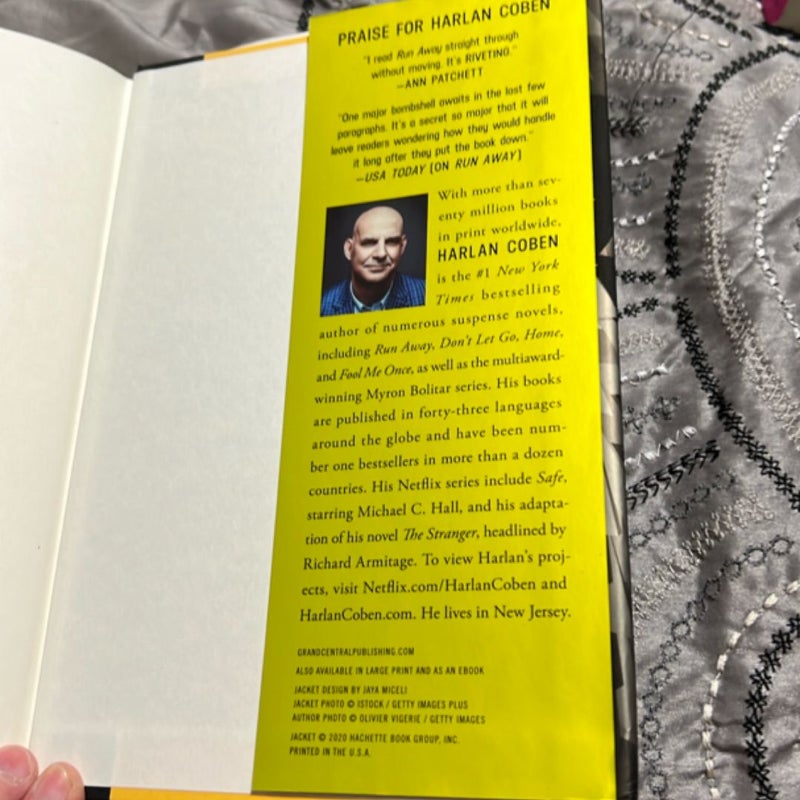 PRAISE FOR HARLAN COBEN
"I read Run Away straight through
without moving. It's RIVETING."
—ANN PATCHETT
"One major bombshell awaits in the last few
paragraphs. It's a secret so major that it will
leave readers wondering how they would handle
it long after they put the book down."
—USA TODAY (ON RUN AWAY)
With more than sev-
enty million books
in print worldwide,
HARLAN COBEN
is the #1 New York
Times bestselling
author of numerous suspense novels,
including Run Away, Don't Let Go, Home,
and Fool Me Once, as well as the multiaward-
winning Myron Bolitar series. His books
are published in forty-three languages
around the globe and have been num-
ber one bestsellers in more than a dozen
countries. His Netflix series include Safe,
starring Michael C. Hall, and his adapta-
tion of his novel The Stranger, headlined by
Richard Armitage. To view Harlan's proj-
ects, visit Netflix.com/HarlanCoben and
HarlanCoben.com. He lives in New Jersey.
GRANDCENTRALPUBLISHING.COM
ALSO AVAILABLE IN LARGE PRINT AND AS AN EBOOK
JACKET DESIGN BY JAYA MICELI
JACKET PHOTO © ISTOCK / GETTY IMAGES PLUS
AUTHOR PHOTO © OLIVIER VIGERIE / GETTY IMAGES
JACKET © 2020 HACHETTE BOOK GROUP, INC.
PRINTED IN THE U.S.A.